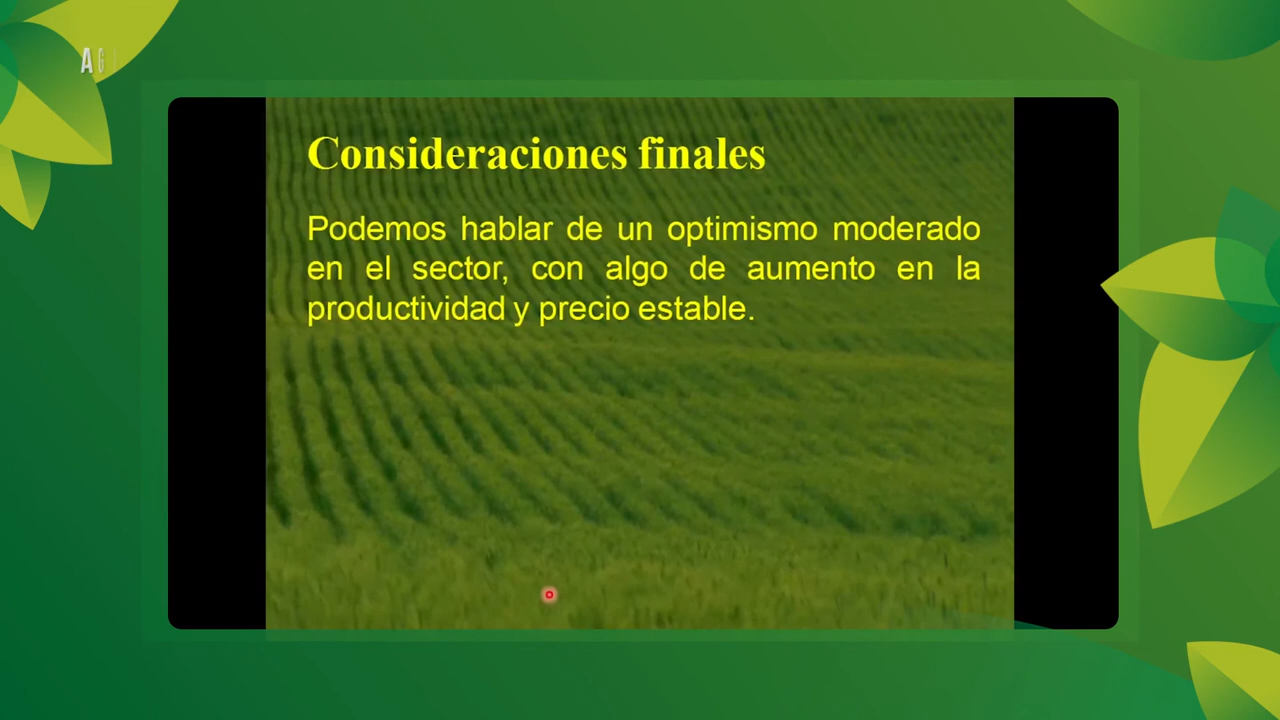 Consideraciones finales
Podemos hablar de un optimismo moderado
en el sector, con algo de aumento en la
productividad y precio estable.